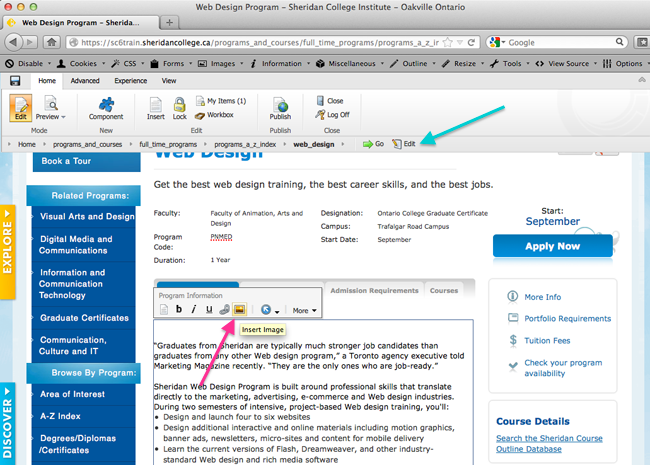 Web Design Program – Sheridan College Institute – Oakville Ontario
Web Design Program – Sheridan Colleg...
https://sc6train.sheridancollege.ca/programs_and_courses/full_time_programs/programs_a_z_ir
Google
Disable Cookies CSS Forms Images Information Miscellaneous Outline Resize Tools View Source Options
Home Advanced Experience View
Edit Preview New Insert Lock My Items (1) Workbox Publish Close Log Off
Component
Mode New Edit Publish Close
Home programs_and_courses full_time_programs programs_a_z_index web_design Go Edit
Book a Tour
Related Programs:
Visual Arts and Design
Digital Media and
Communications
Information and
Communication
Technology
Graduate Certificates
Communication,
Culture and IT
Browse By Program:
Area of Interest
A-Z Index
Degrees/Diplomas
/Certificates
EXPLORE
DISCOVER
Web Design
Get the best web design training, the best career skills, and the best jobs.
Faculty: Faculty of Animation, Arts and
Design
Program
Code: PNMED
Duration: 1 Year
Designation: Ontario College Graduate Certificate
Campus: Trafalgar Road Campus
Start Date: September
Start:
September
Apply Now
Program Information
b i U More
Insert Image
Admission Requirements Courses
"Graduates from Sheridan are typically much stronger job candidates than
graduates from any other Web design program," a Toronto agency executive told
Marketing Magazine recently. "They are the only ones who are job-ready."
Sheridan Web Design Program is built around professional skills that translate
directly to the marketing, advertising, e-commerce and Web design industries.
During two semesters of intensive, project-based Web design training, you'll:
• Design and launch four to six websites
• Design additional interactive and online materials including motion graphics,
banner ads, newsletters, micro-sites and content for mobile delivery
• Learn the current versions of Flash, Dreamweaver, and other industry-
standard Web design and rich media software
More Info
Portfolio Requirements
Tuition Fees
Check your program
availability
Course Details
Search the Sheridan Course
Outline Database